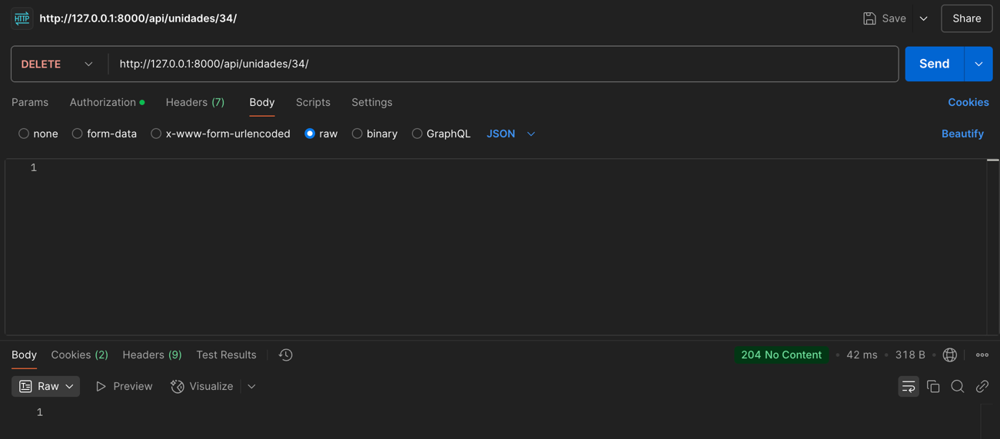 HTTP http://127.0.0.1:8000/api/unidades/34/ Save Share
DELETE http://127.0.0.1:8000/api/unidades/34/ Send
Params Authorization Headers (7) Body Scripts Settings Cookies
none form-data x-www-form-urlencoded raw binary GraphQL JSON Beautify
1
Body Cookies (2) Headers (9) Test Results 204 No Content • 42 ms • 318 B •
Raw Preview Visualize
1